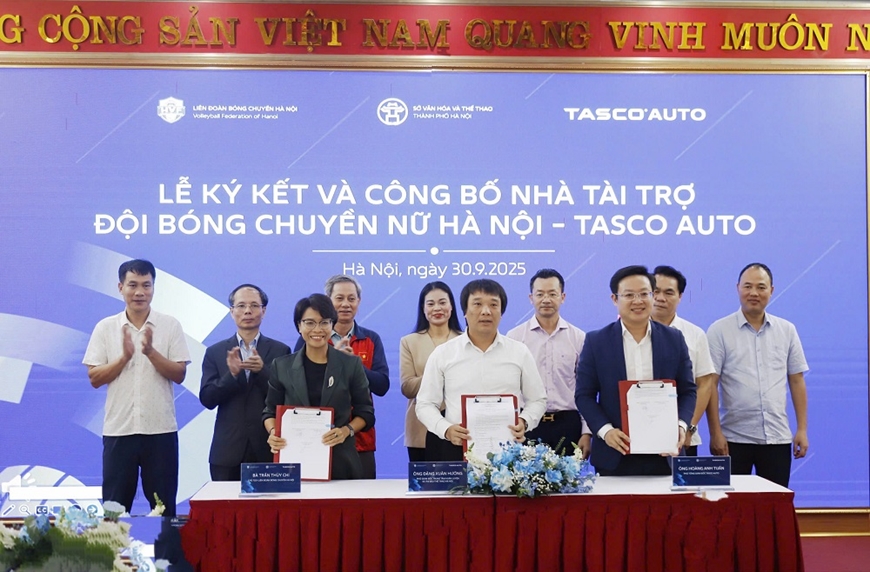 G CỘNG SẢN VIỆT NAM QUANG VINH MUÔN N
LIÊN ĐOÀN BÓNG CHUYỀN HÀ NỘI
Volleyball Federation of Hanoi
SỞ VĂN HÓA VÀ THỂ THAO
THÀNH PHỐ HÀ NỘI
TASCO AUTO
LỄ KÝ KẾT VÀ CÔNG BỐ NHÀ TÀI TRỢ
ĐỘI BÓNG CHUYỀN NỮ HÀ NỘI - TASCO AUTO
Hà Nội, ngày 30.9.2025
BÀ TRẦN THÙY CHI
ÔNG ĐẶNG XUÂN HƯƠNG
ÔNG HOÀNG ANH TUẤN